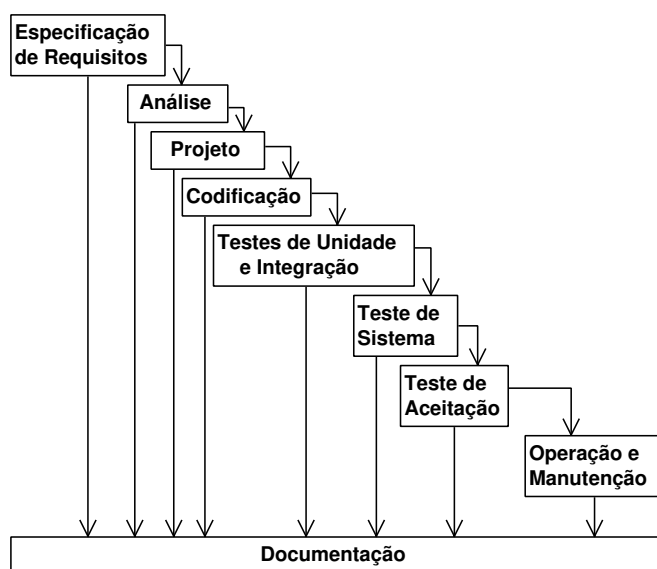 Especificação
de Requisitos
Análise
Projeto
Codificação
Testes de Unidade
e Integração
Teste de
Sistema
Teste de
Aceitação
Operação e
Manutenção
Documentação